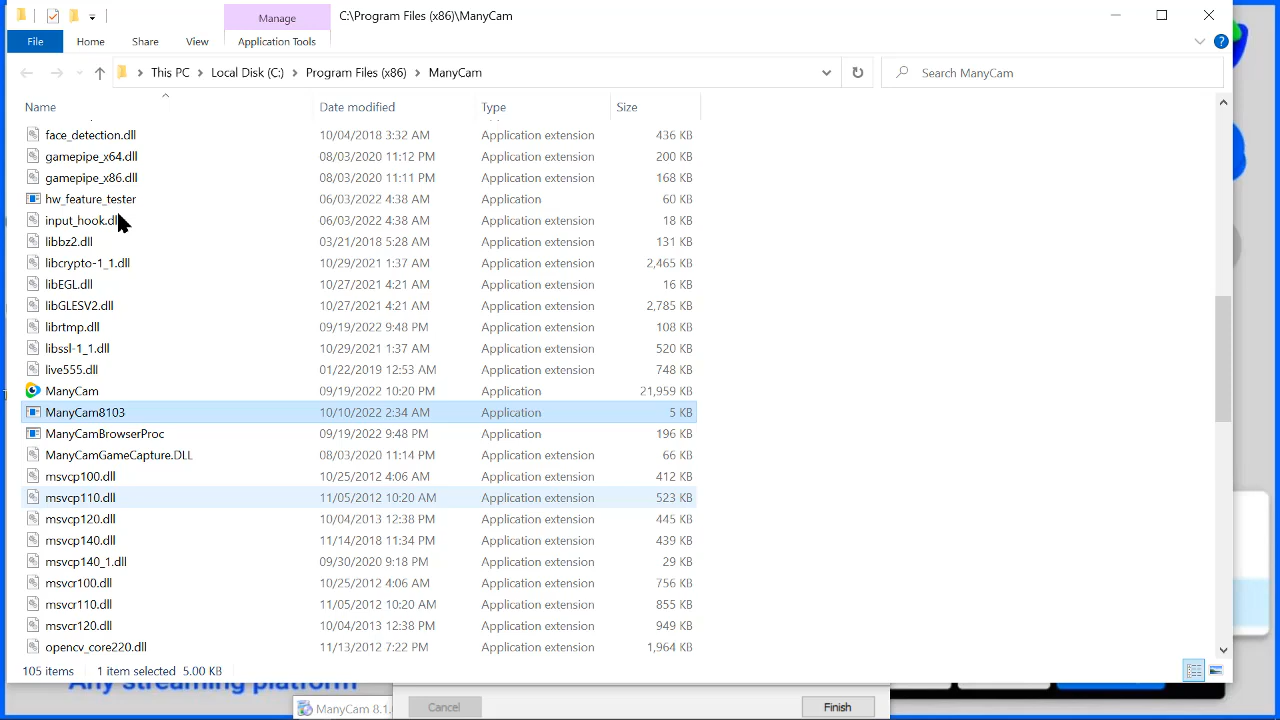 Manage C:\Program Files (x86)\ManyCam
File Home Share View Application Tools
This PC Local Disk (C:) Program Files (x86) ManyCam Search ManyCam
Name Date modified Type Size
face_detection.dll 10/04/2018 3:32 AM Application extension 436 KB
gamepipe_x64.dll 08/03/2020 11:12 PM Application extension 200 KB
gamepipe_x86.dll 08/03/2020 11:11 PM Application extension 168 KB
hw_feature_tester 06/03/2022 4:38 AM Application 60 KB
input_hook.dll 06/03/2022 4:38 AM Application extension 18 KB
libbz2.dll 03/21/2018 5:28 AM Application extension 131 KB
libcrypto-1_1.dll 10/29/2021 1:37 AM Application extension 2,465 KB
libEGL.dll 10/27/2021 4:21 AM Application extension 16 KB
libGLESV2.dll 10/27/2021 4:21 AM Application extension 2,785 KB
librtmp.dll 09/19/2022 9:48 PM Application extension 108 KB
libssl-1_1.dll 10/29/2021 1:37 AM Application extension 520 KB
live555.dll 01/22/2019 12:53 AM Application extension 748 KB
ManyCam 09/19/2022 10:20 PM Application 21,959 KB
ManyCam8103 10/10/2022 2:34 AM Application 5 KB
ManyCamBrowserProc 09/19/2022 9:48 PM Application 196 KB
ManyCamGameCapture.DLL 08/03/2020 11:14 PM Application extension 66 KB
msvcp100.dll 10/25/2012 4:06 AM Application extension 412 KB
msvcp110.dll 11/05/2012 10:20 AM Application extension 523 KB
msvcp120.dll 10/04/2013 12:38 PM Application extension 445 KB
msvcp140.dll 11/14/2018 11:34 PM Application extension 439 KB
msvcp140_1.dll 09/30/2020 9:18 PM Application extension 29 KB
msvcr100.dll 10/25/2012 4:06 AM Application extension 756 KB
msvcr110.dll 11/05/2012 10:20 AM Application extension 855 KB
msvcr120.dll 10/04/2013 12:38 PM Application extension 949 KB
opencv_core220.dll 11/13/2012 7:22 PM Application extension 1,964 KB
105 items 1 item selected 5.00 KB
Any streaming platform
ManyCam 8.1. Cancel Finish